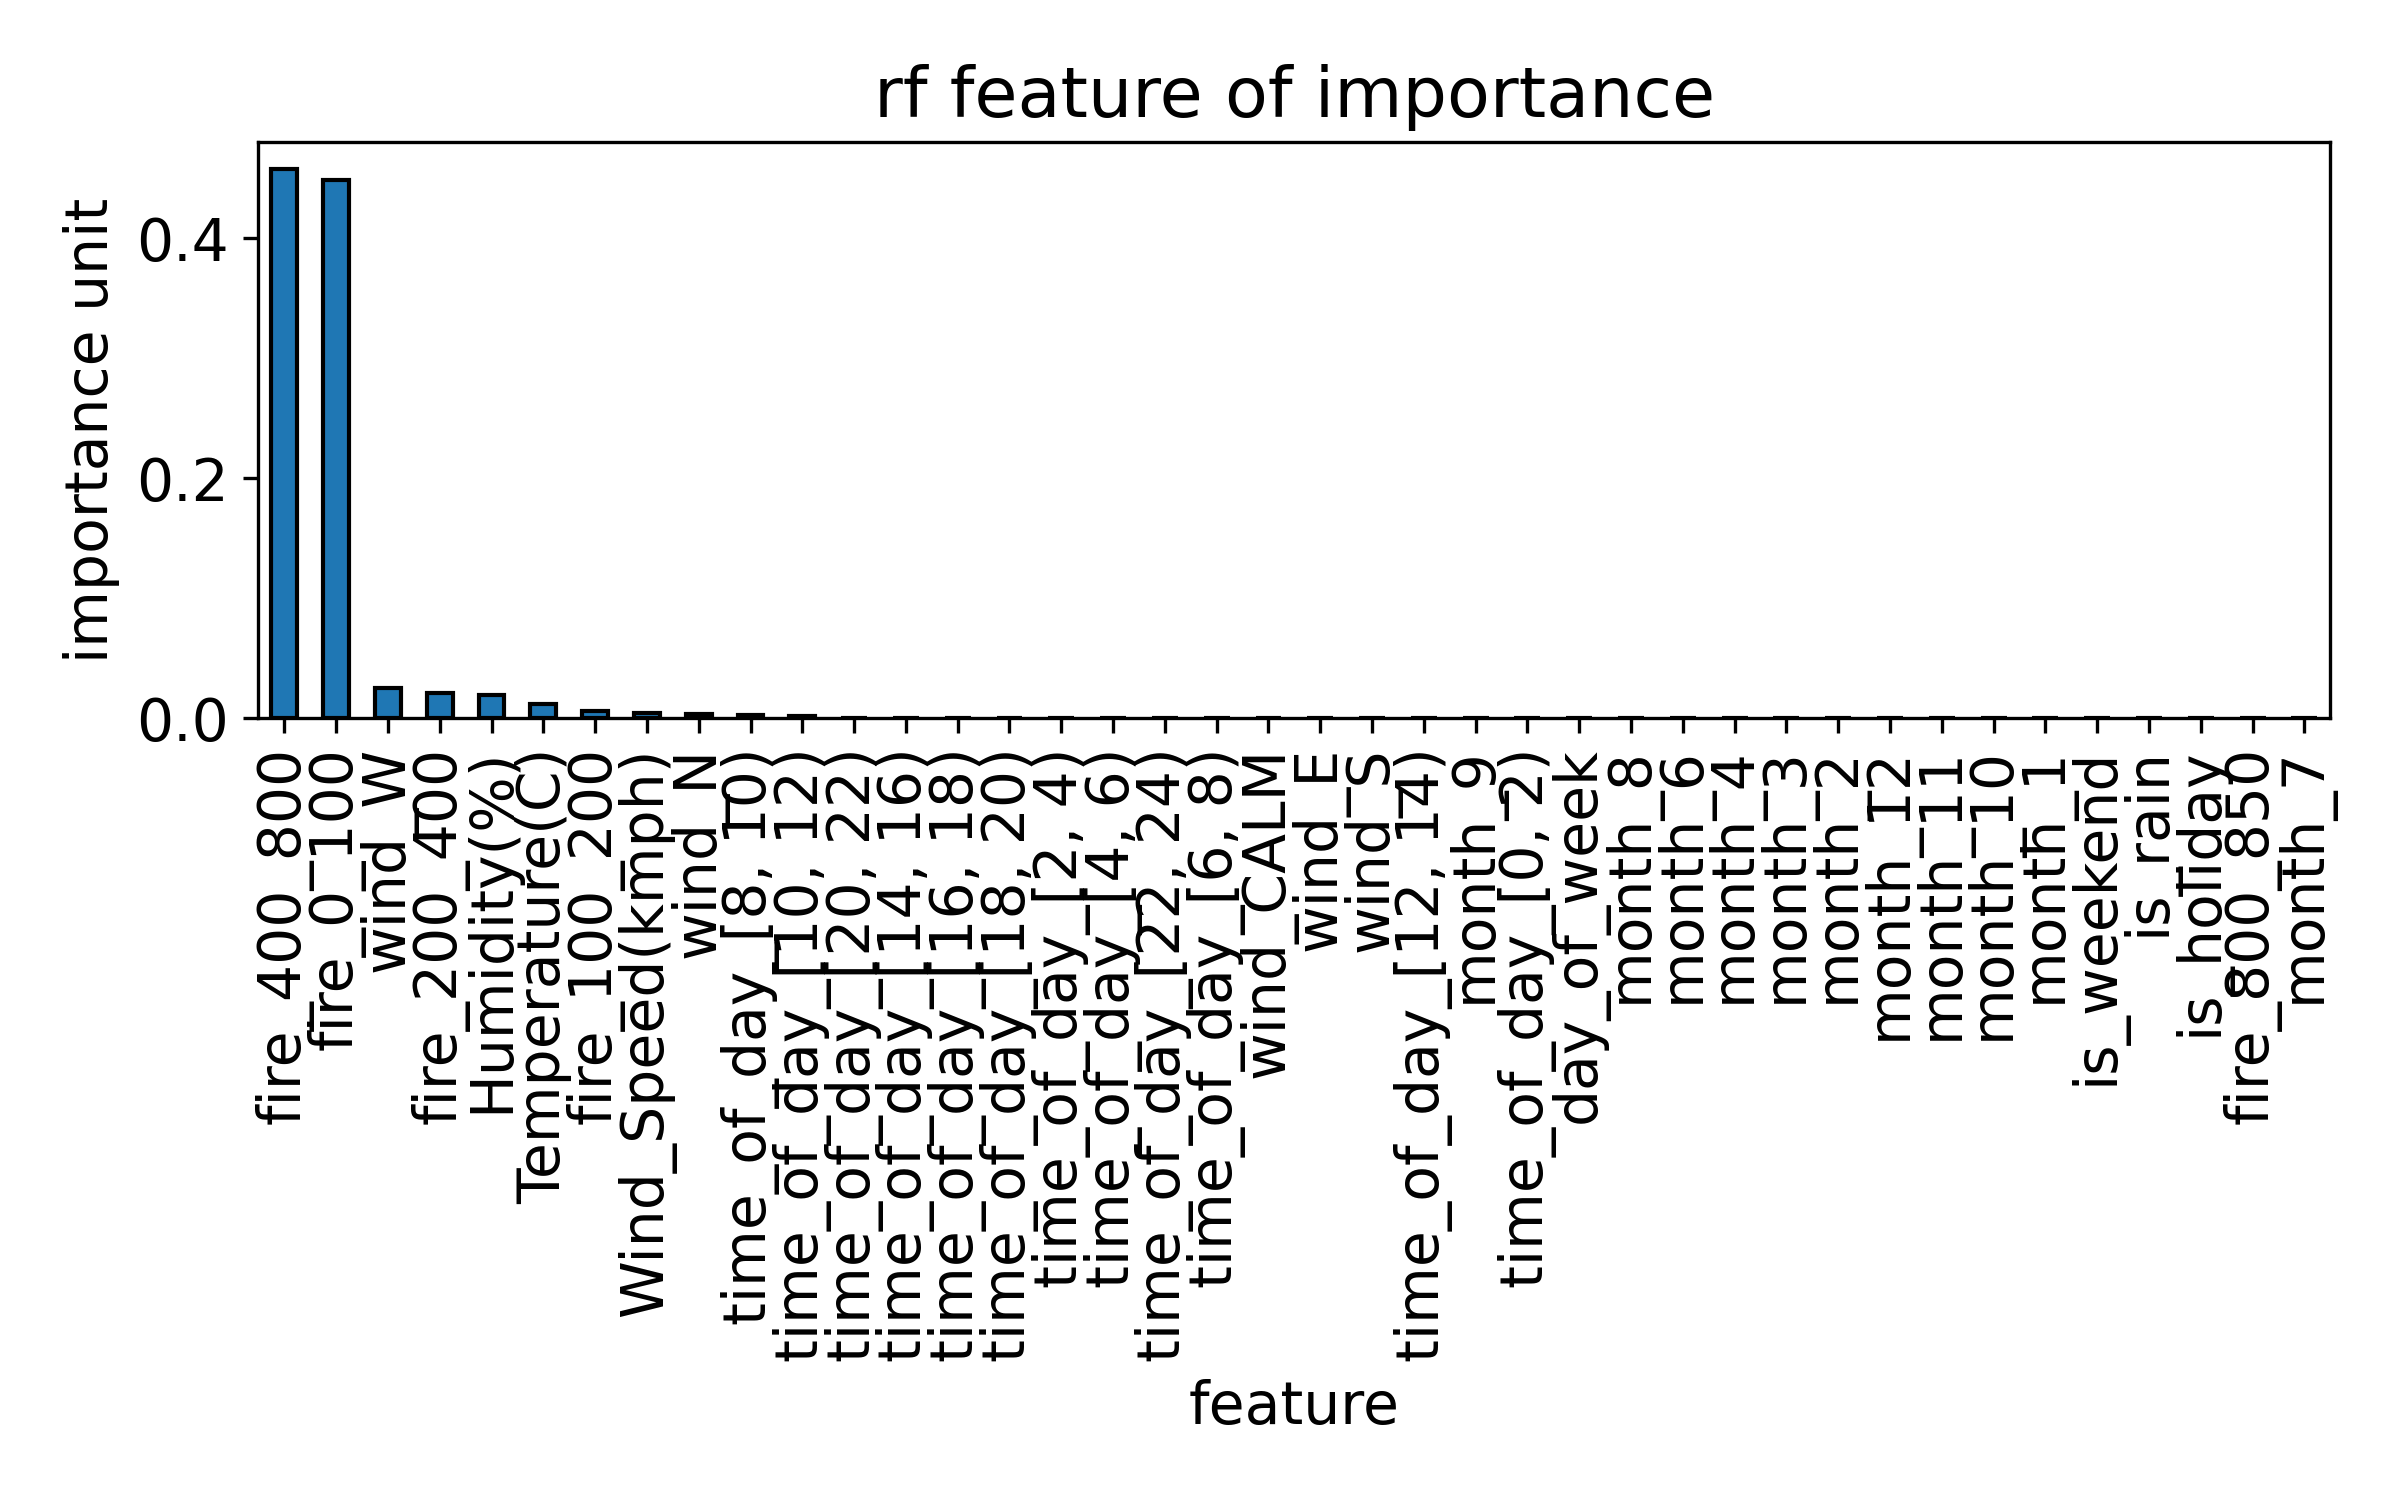 rf feature of importance
importance unit
0.4
0.2
0.0
fire_400_800
fire_0_100
wind_W
fire_200_400
Humidity(%)
Temperature(C)
fire_100_200
Wind_Speed(kmph)
wind_N
time_of_day_[8, 10)
time_of_day_[10, 12)
time_of_day_[20, 22)
time_of_day_[14, 16)
time_of_day_[16, 18)
time_of_day_[18, 20)
time_of_day_[2, 4)
time_of_day_[4, 6)
time_of_day_[22, 24)
time_of_day_[6, 8)
wind_CALM
wind_E
wind_S
time_of_day_[12, 14)
month_9
time_of_day_[0, 2)
day_of_week
month_8
month_6
month_4
month_3
month_2
month_12
month_11
month_10
month_1
is_weekend
is_rain
is_holiday
fire_800_850
month_7
feature